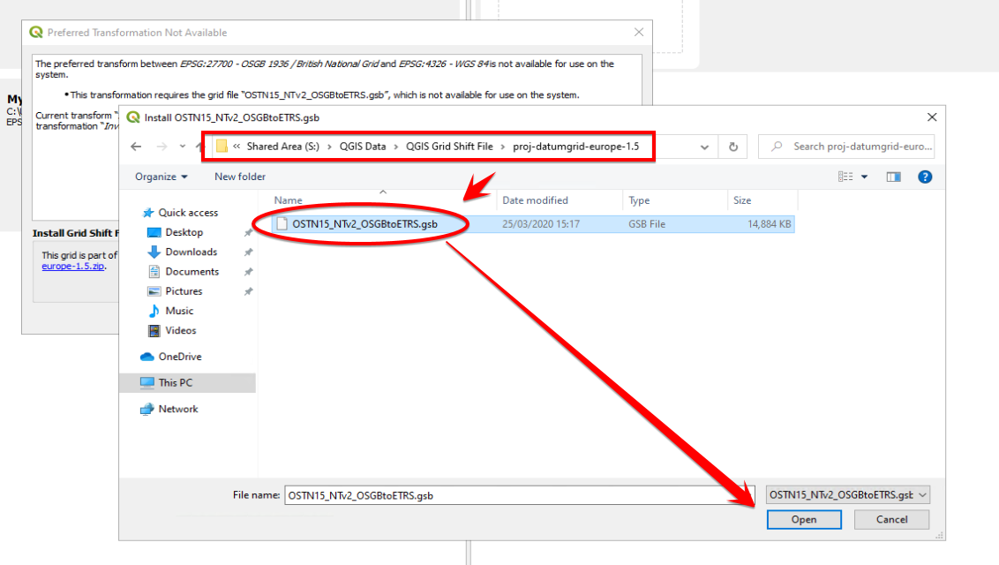 Preferred Transformation Not Available
The preferred transform between EPSG:27700 - OSGB 1936 / British National Grid and EPSG:4326 - WGS 84 is not available for use on the
system.
• This transformation requires the grid file “OSTN15_NTv2_OSGBtoETRS.gsb”, which is not available for use on the system.
Current transform “
transformation “Inv
My
C:\
EPS
Install Grid Shift F
This grid is part of
europe-1.5.zip.
Install OSTN15_NTv2_OSGBtoETRS.gsb
« Shared Area (S:) > QGIS Data > QGIS Grid Shift File > proj-datumgrid-europe-1.5
Search proj-datumgrid-euro...
Organize New folder
Name Date modified Type Size
OSTN15_NTv2_OSGBtoETRS.gsb 25/03/2020 15:17 GSB File 14,884 KB
Quick access
Desktop
Downloads
Documents
Pictures
Music
Videos
OneDrive
This PC
Network
File name: OSTN15_NTv2_OSGBtoETRS.gsb OSTN15_NTv2_OSGBtoETRS.gsb
Open Cancel